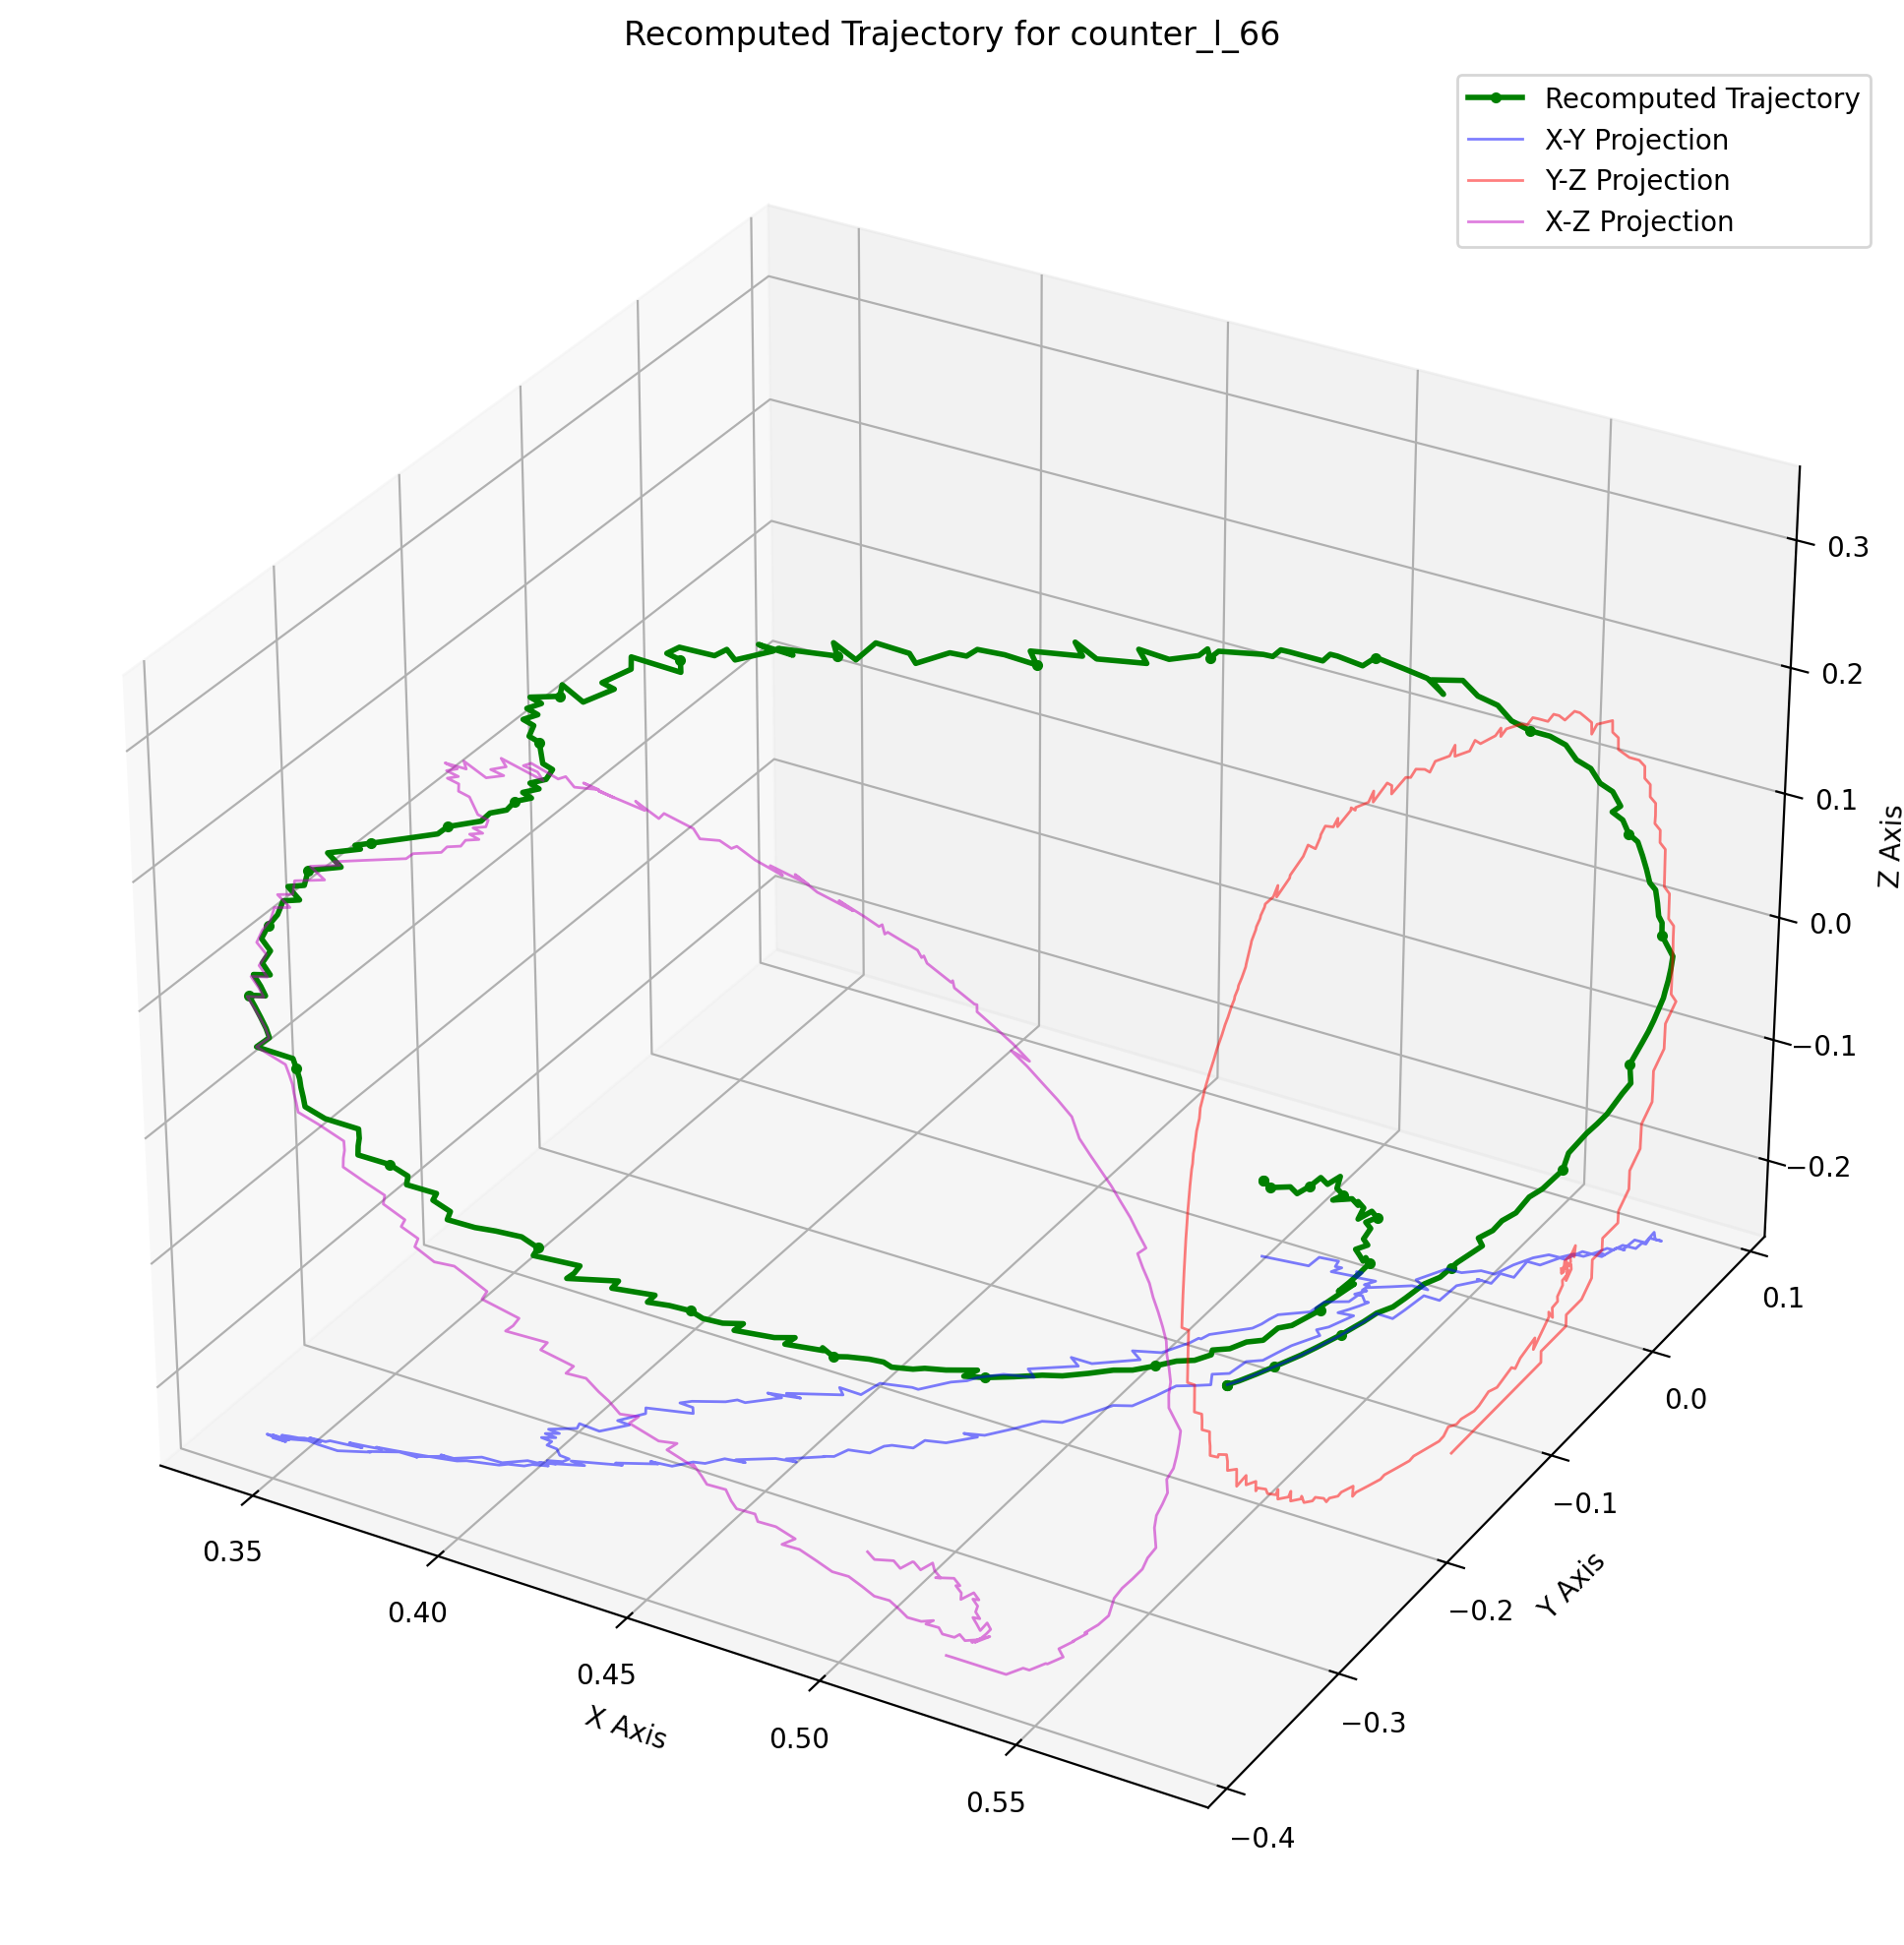 Recomputed Trajectory for counter_l_66
Recomputed Trajectory
X-Y Projection
Y-Z Projection
X-Z Projection
0.3
0.2
0.1
0.0
−0.1
−0.2
Z Axis
0.1
0.0
−0.1
−0.2
−0.3
−0.4
Y Axis
0.35
0.40
0.45
0.50
0.55
X Axis